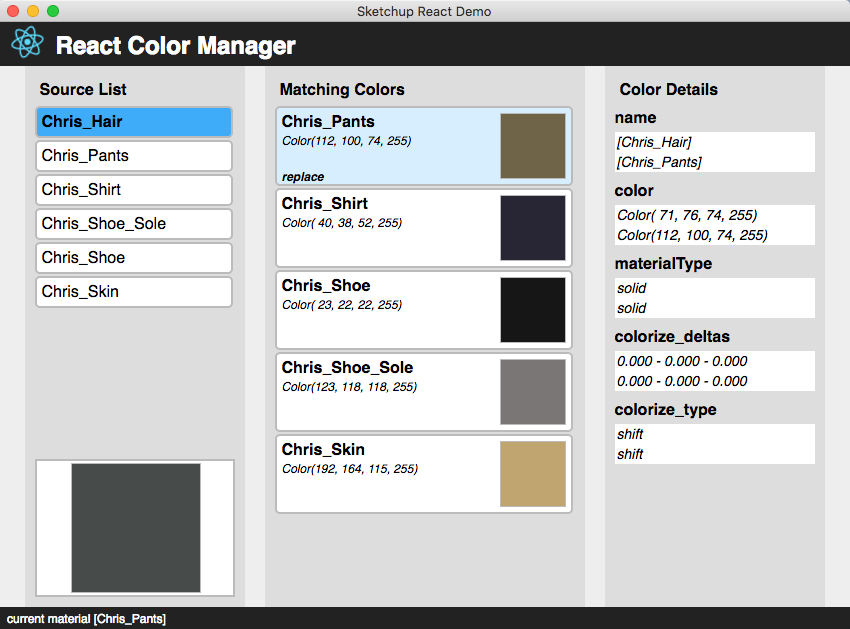 Sketchup React Demo
React Color Manager
Source List
Chris_Hair
Chris_Pants
Chris_Shirt
Chris_Shoe_Sole
Chris_Shoe
Chris_Skin
Matching Colors
Chris_Pants
Color(112, 100, 74, 255)
replace
Chris_Shirt
Color( 40, 38, 52, 255)
Chris_Shoe
Color( 23, 22, 22, 255)
Chris_Shoe_Sole
Color(123, 118, 118, 255)
Chris_Skin
Color(192, 164, 115, 255)
Color Details
name
[Chris_Hair]
[Chris_Pants]
color
Color( 71, 76, 74, 255)
Color(112, 100, 74, 255)
materialType
solid
solid
colorize_deltas
0.000 - 0.000 - 0.000
0.000 - 0.000 - 0.000
colorize_type
shift
shift
current material [Chris_Pants]